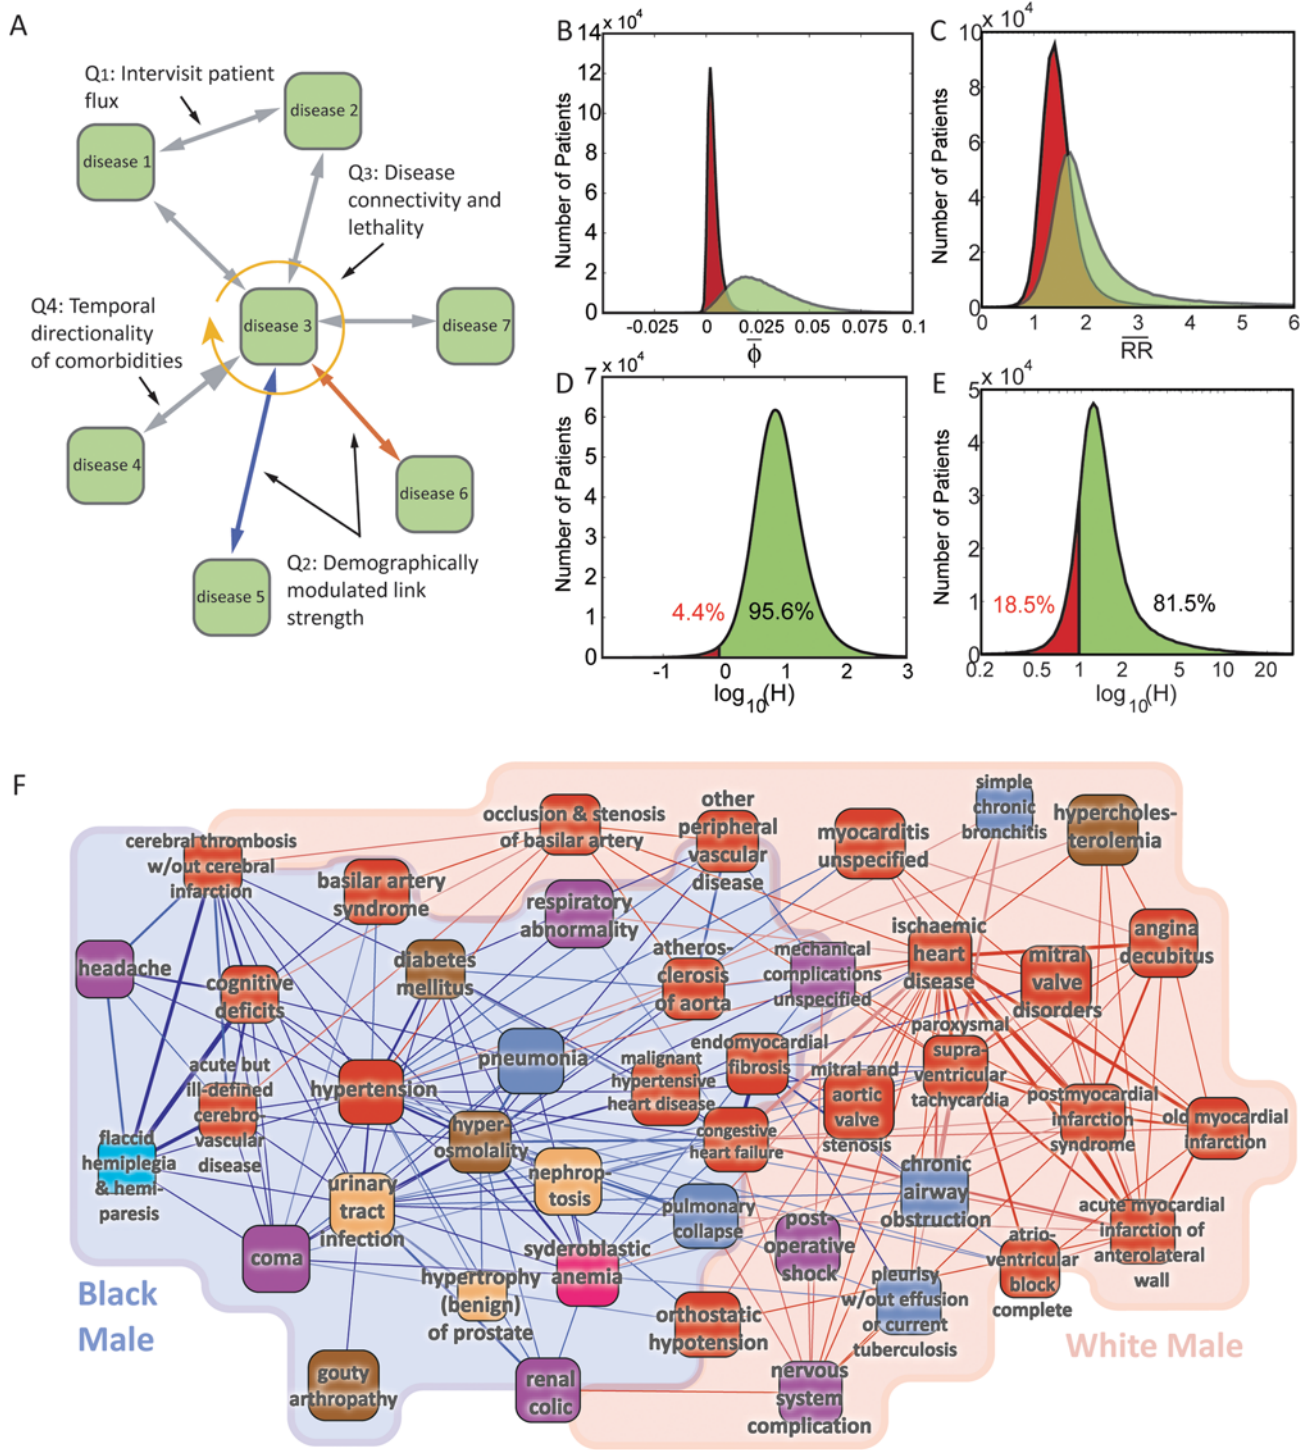 A
Q1: Intervisit patient
flux
disease 2
disease 1
Q3: Disease
connectivity and
lethality
Q4: Temporal
directionality
of comorbidities
disease 3
disease 7
disease 4
disease 6
disease 5
Q2: Demographically
modulated link
strength
B
x 10⁴
14
12
10
8
6
4
2
0
Number of Patients
-0.025
0
0.025
0.05
0.075
0.1
ϕ̅
C
x 10⁴
10
8
6
4
2
0
Number of Patients
0
1
2
3
4
5
6
R̅R̅
D
x 10⁴
7
6
5
4
3
2
1
0
Number of Patients
4.4%
95.6%
-1
0
1
2
3
log₁₀(H)
E
x 10⁴
5
4
3
2
1
0
Number of Patients
18.5%
81.5%
0.2
0.5
1
2
5
10
20
log₁₀(H)
F
cerebral thrombosis
w/out cerebral
infarction
occlusion & stenosis
of basilar artery
other
peripheral
vascular
disease
myocarditis
unspecified
simple
chronic
bronchitis
hypercholes-
terolemia
basilar artery
syndrome
respiratory
abnormality
headache
cognitive
deficits
diabetes
mellitus
atheros-
clerosis
of aorta
mechanical
complications
unspecified
ischaemic
heart
disease
mitral
valve
disorders
angina
decubitus
acute but
ill-defined
cerebro
vascular
disease
hypertension
pneumonia
malignant
hypertensive
heart disease
endomyocardial
fibrosis
mitral and
aortic
valve
stenosis
paroxysmal
supra-
ventricular
tachycardia
postmyocardial
infarction
syndrome
old myocardial
infarction
flaccid
hemiplegia
& hemi-
paresis
hyper-
osmolality
congestive
heart failure
urinary
tract
infection
nephrop-
tosis
pulmonary
collapse
chronic
airway
obstruction
post-
operative
shock
acute myocardial
infarction of
anterolateral
wall
coma
syderoblastic
anemia
atrio-
ventricular
block
complete
hypertrophy
(benign)
of prostate
pleurisy
w/out effusion
or current
tuberculosis
orthostatic
hypotension
Black
Male
White Male
gouty
arthropathy
renal
colic
nervous
system
complication